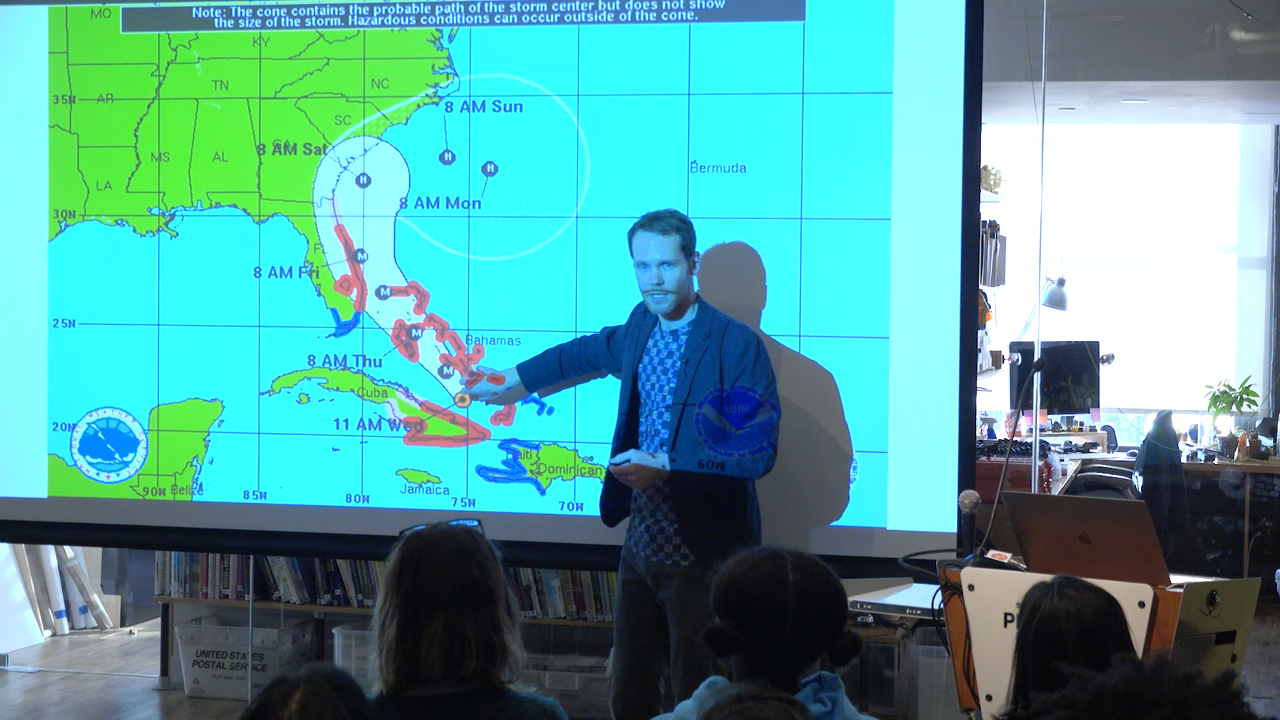 Note: The cone contains the probable path of the storm center but does not show
the size of the storm. Hazardous conditions can occur outside of the cone.
MO
KY
TN
NC
35N
AR
8 AM Sun
SC
8 AM Sat
MS
AL
Bermuda
LA
8 AM Mon
30N
H
H
H
F
8 AM Fri
M
M
25N
M
Bahamas
8 AM Thu
M
Cuba
11 AM Wed
20N
60W
Dominican
Jamaica
90W
Belize
85W
80W
75W
70W
UNITED STATES
POSTAL SERVICE
P